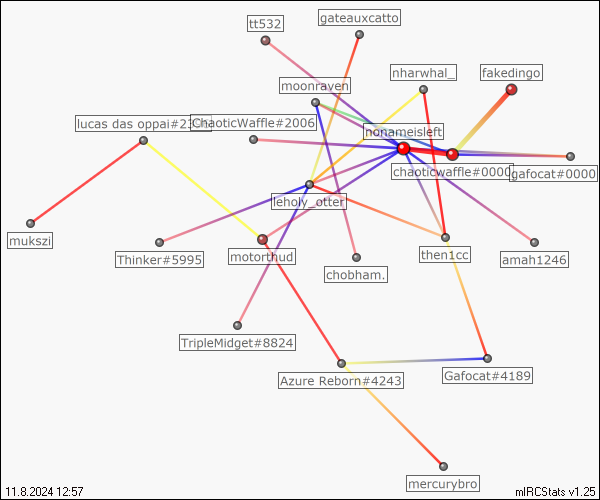 gateauxcatto
tt532
nharwhal_
fakedingo
moonraven
lucas das oppai#23
ChaoticWaffle#2006
nonameisleft
chaoticwaffle#0000
gafocat#0000
leholy_otter
mukszi
Thinker#5995
motorthud
chobham.
then1cc
amah1246
TripleMidget#8824
Azure Reborn#4243
Gafocat#4189
mercurybro
11.8.2024 12:57
mIRCStats v1.25